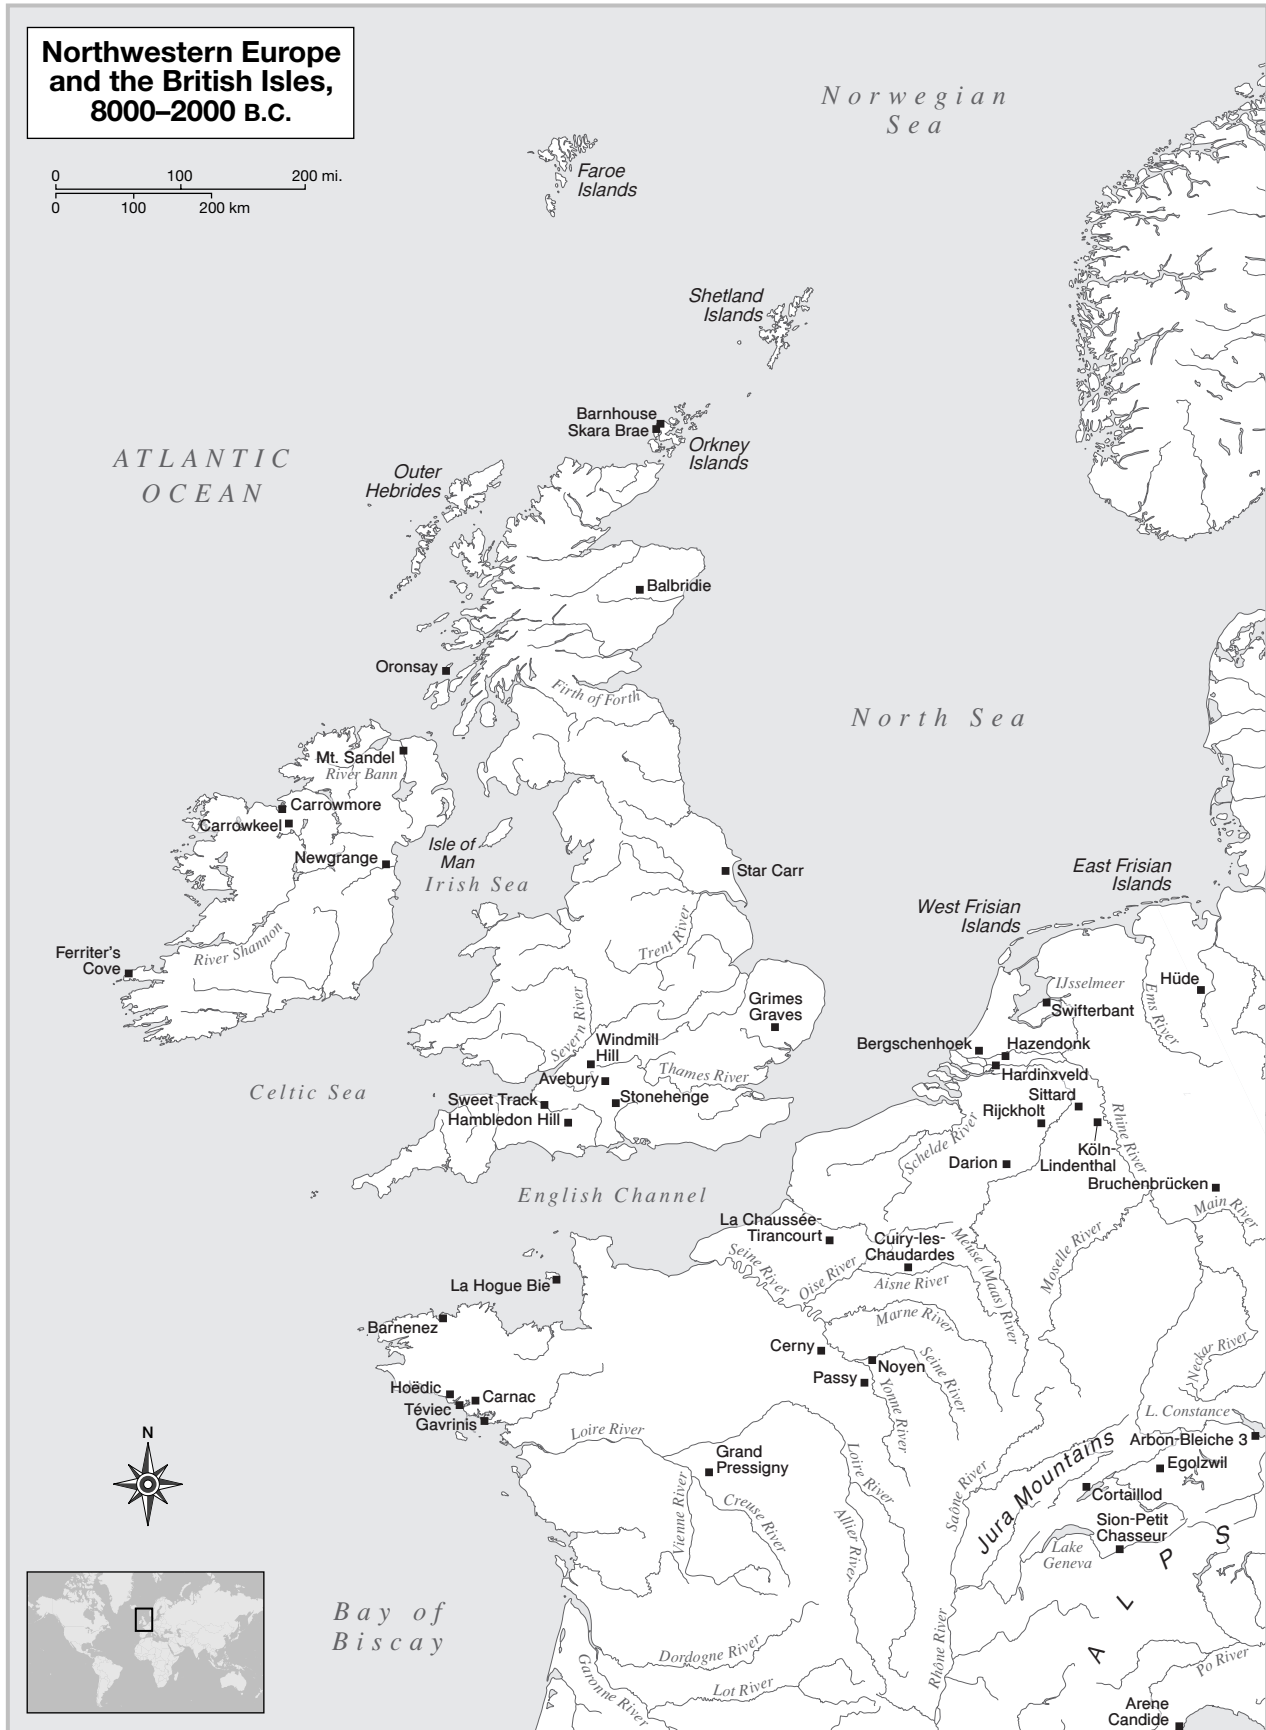 Northwestern Europe
and the British Isles,
8000–2000 B.C.
0 100 200 mi.
0 100 200 km
Norwegian
Sea
Faroe
Islands
Shetland
Islands
Barnhouse
Skara Brae
Orkney
Islands
ATLANTIC
OCEAN
Outer
Hebrides
Balbridie
Oronsay
Firth of Forth
North Sea
Mt. Sandel
River Bann
Carrowmore
Carrowkeel
Isle of
Man
Newgrange
Irish Sea
Star Carr
East Frisian
Islands
West Frisian
Islands
Trent River
River Shannon
Ferriter's
Cove
Hüde
IJsselmeer
Swifterbant
Ems River
Grimes
Graves
Severn River
Windmill
Hill
Bergschenhoek
Hazendonk
Hardinxveld
Avebury
Thames River
Celtic Sea
Sweet Track
Stonehenge
Hambledon Hill
Sittard
Rijckholt
Rhine River
Schelde River
Köln-
Lindenthal
Darion
Bruchenbrücken
Main River
English Channel
La Chaussée-
Tirancourt
Cuiry-les-
Chaudardes
Meuse (Maas) River
Moselle River
Seine River
Oise River
Aisne River
La Hogue Bie
Barnenez
Marne River
Cerny
Noyen
Seine River
Neckar River
Passy
Yonne River
Hoëdic
Carnac
Téviec
Gavrinis
L. Constance
Loire River
Arbon-Bleiche 3
Jura Mountains
Grand
Pressigny
Egolzwil
Loire River
Saône River
Cortaillod
N
Vienne River
Creuse River
Allier River
Sion-Petit
Chasseur
Lake
Geneva
ALPS
Bay of
Biscay
Rhône River
Dordogne River
Po River
Garonne River
Lot River
Arene
Candide